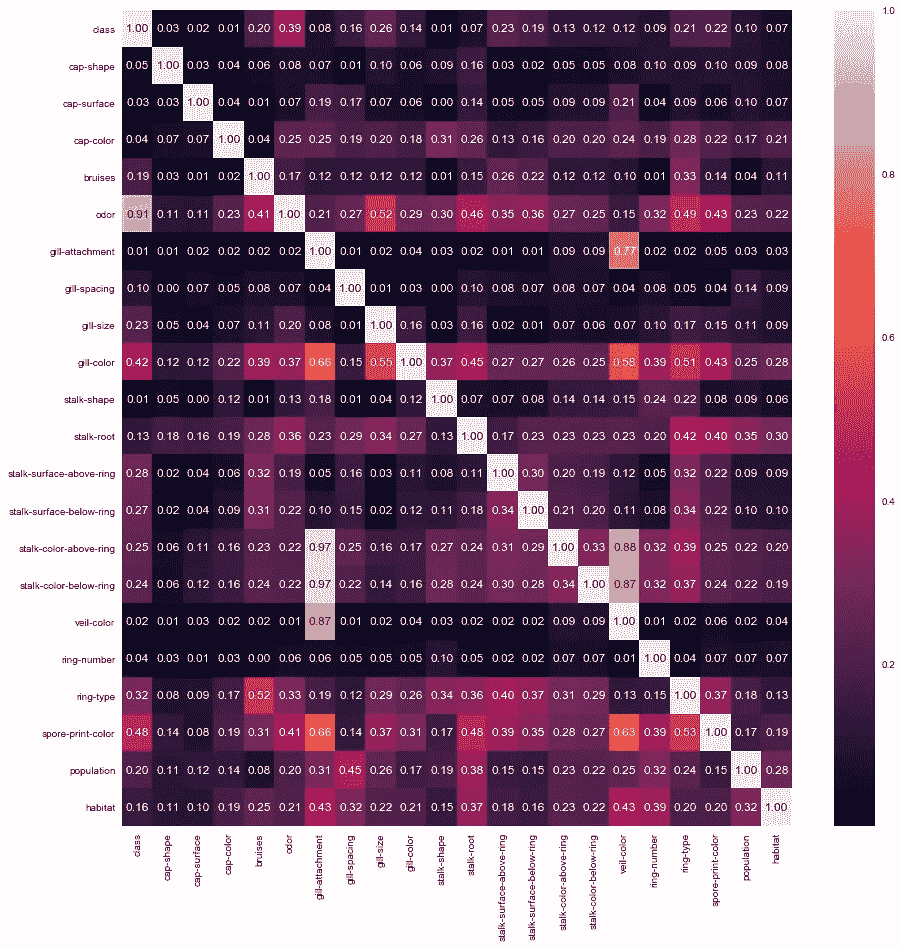 class 1.00 0.03 0.02 0.01 0.20 0.39 0.08 0.16 0.26 0.14 0.01 0.07 0.23 0.19 0.13 0.12 0.12 0.09 0.21 0.22 0.10 0.07 1.0
cap-shape 0.05 1.00 0.03 0.04 0.06 0.08 0.07 0.01 0.10 0.06 0.09 0.16 0.03 0.02 0.05 0.05 0.08 0.10 0.09 0.10 0.09 0.08
cap-surface 0.03 0.03 1.00 0.04 0.01 0.07 0.19 0.17 0.07 0.06 0.00 0.14 0.05 0.05 0.09 0.09 0.21 0.04 0.09 0.06 0.10 0.07
cap-color 0.04 0.07 0.07 1.00 0.04 0.25 0.25 0.19 0.20 0.18 0.31 0.26 0.13 0.16 0.20 0.20 0.24 0.19 0.28 0.22 0.17 0.21
bruises 0.19 0.03 0.01 0.02 1.00 0.17 0.12 0.12 0.12 0.12 0.01 0.15 0.26 0.22 0.12 0.12 0.10 0.01 0.33 0.14 0.04 0.11 0.8
odor 0.91 0.11 0.11 0.23 0.41 1.00 0.21 0.27 0.52 0.29 0.30 0.46 0.35 0.36 0.27 0.25 0.15 0.32 0.49 0.43 0.23 0.22
gill-attachment 0.01 0.01 0.02 0.02 0.02 0.02 1.00 0.01 0.02 0.04 0.03 0.02 0.01 0.01 0.09 0.09 0.77 0.02 0.02 0.05 0.03 0.03
gill-spacing 0.10 0.00 0.07 0.05 0.08 0.07 0.04 1.00 0.01 0.03 0.00 0.10 0.08 0.07 0.08 0.07 0.04 0.08 0.05 0.04 0.14 0.09
gill-size 0.23 0.05 0.04 0.07 0.11 0.20 0.08 0.01 1.00 0.16 0.03 0.16 0.02 0.01 0.07 0.06 0.07 0.10 0.17 0.15 0.11 0.09 0.6
gill-color 0.42 0.12 0.12 0.22 0.39 0.37 0.66 0.15 0.55 1.00 0.37 0.45 0.27 0.27 0.26 0.25 0.58 0.39 0.51 0.43 0.25 0.28
stalk-shape 0.01 0.05 0.00 0.12 0.01 0.13 0.18 0.01 0.04 0.12 1.00 0.07 0.07 0.08 0.14 0.14 0.15 0.24 0.22 0.08 0.09 0.06
stalk-root 0.13 0.18 0.16 0.19 0.28 0.36 0.23 0.29 0.34 0.27 0.13 1.00 0.17 0.23 0.23 0.23 0.23 0.20 0.42 0.40 0.35 0.30
stalk-surface-above-ring 0.28 0.02 0.04 0.06 0.32 0.19 0.05 0.16 0.03 0.11 0.08 0.11 1.00 0.30 0.20 0.19 0.12 0.05 0.32 0.22 0.09 0.09 0.4
stalk-surface-below-ring 0.27 0.02 0.04 0.09 0.31 0.22 0.10 0.15 0.02 0.12 0.11 0.18 0.34 1.00 0.21 0.20 0.11 0.08 0.34 0.22 0.10 0.10
stalk-color-above-ring 0.25 0.06 0.11 0.16 0.23 0.22 0.97 0.25 0.16 0.17 0.27 0.24 0.31 0.29 1.00 0.33 0.88 0.32 0.39 0.25 0.22 0.20
stalk-color-below-ring 0.24 0.06 0.12 0.16 0.24 0.22 0.97 0.22 0.14 0.16 0.28 0.24 0.30 0.28 0.34 1.00 0.87 0.32 0.37 0.24 0.22 0.19
veil-color 0.02 0.01 0.03 0.02 0.02 0.01 0.87 0.01 0.02 0.04 0.03 0.02 0.02 0.02 0.09 0.09 1.00 0.01 0.02 0.06 0.02 0.04
ring-number 0.04 0.03 0.01 0.03 0.00 0.06 0.06 0.05 0.05 0.05 0.10 0.05 0.02 0.02 0.07 0.07 0.01 1.00 0.04 0.07 0.07 0.07 0.2
ring-type 0.32 0.08 0.09 0.17 0.52 0.33 0.19 0.12 0.29 0.26 0.34 0.36 0.40 0.37 0.31 0.29 0.13 0.15 1.00 0.37 0.18 0.13
spore-print-color 0.48 0.14 0.08 0.19 0.31 0.41 0.66 0.14 0.37 0.31 0.17 0.48 0.39 0.35 0.28 0.27 0.63 0.39 0.53 1.00 0.17 0.19
population 0.20 0.11 0.12 0.14 0.08 0.20 0.31 0.45 0.26 0.17 0.19 0.38 0.15 0.15 0.23 0.22 0.25 0.32 0.24 0.15 1.00 0.28
habitat 0.16 0.11 0.10 0.19 0.25 0.21 0.43 0.32 0.22 0.21 0.15 0.37 0.18 0.16 0.23 0.22 0.43 0.39 0.20 0.20 0.32 1.00
class
cap-shape
cap-surface
cap-color
bruises
odor
gill-attachment
gill-spacing
gill-size
gill-color
stalk-shape
stalk-root
stalk-surface-above-ring
stalk-surface-below-ring
stalk-color-above-ring
stalk-color-below-ring
veil-color
ring-number
ring-type
spore-print-color
population
habitat